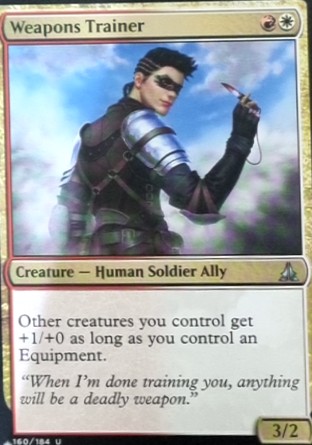 Weapons Trainer
Creature — Human Soldier Ally
Other creatures you control get
+1/+0 as long as you control an
Equipment.
“When I’m done training you, anything
will be a deadly weapon.”
160/184 U
3/2